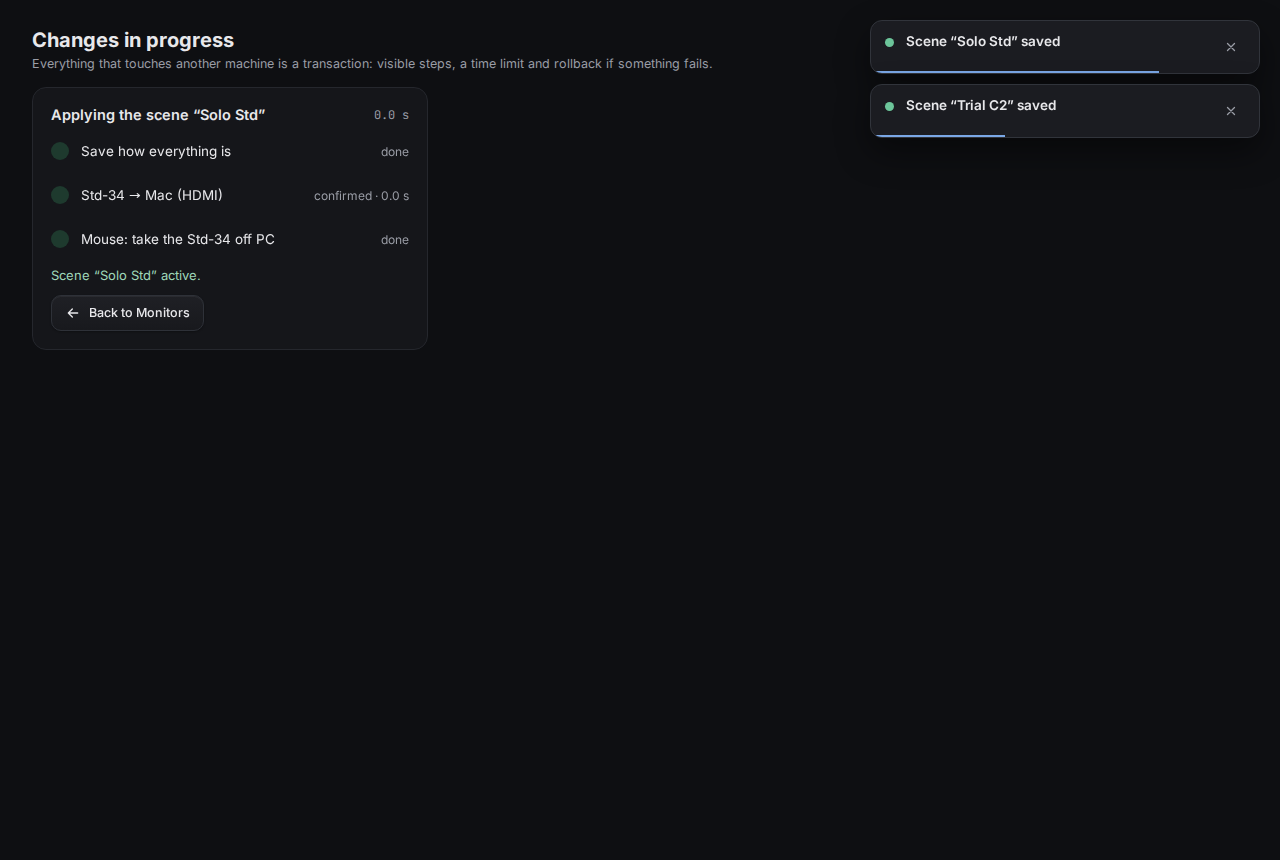 Changes in progress
Everything that touches another machine is a transaction: visible steps, a time limit and rollback if something fails.
Applying the scene “Solo Std” 0.0 s
Save how everything is done
Std-34 → Mac (HDMI) confirmed · 0.0 s
Mouse: take the Std-34 off PC done
Scene “Solo Std” active.
← Back to Monitors
Scene “Solo Std” saved
Scene “Trial C2” saved